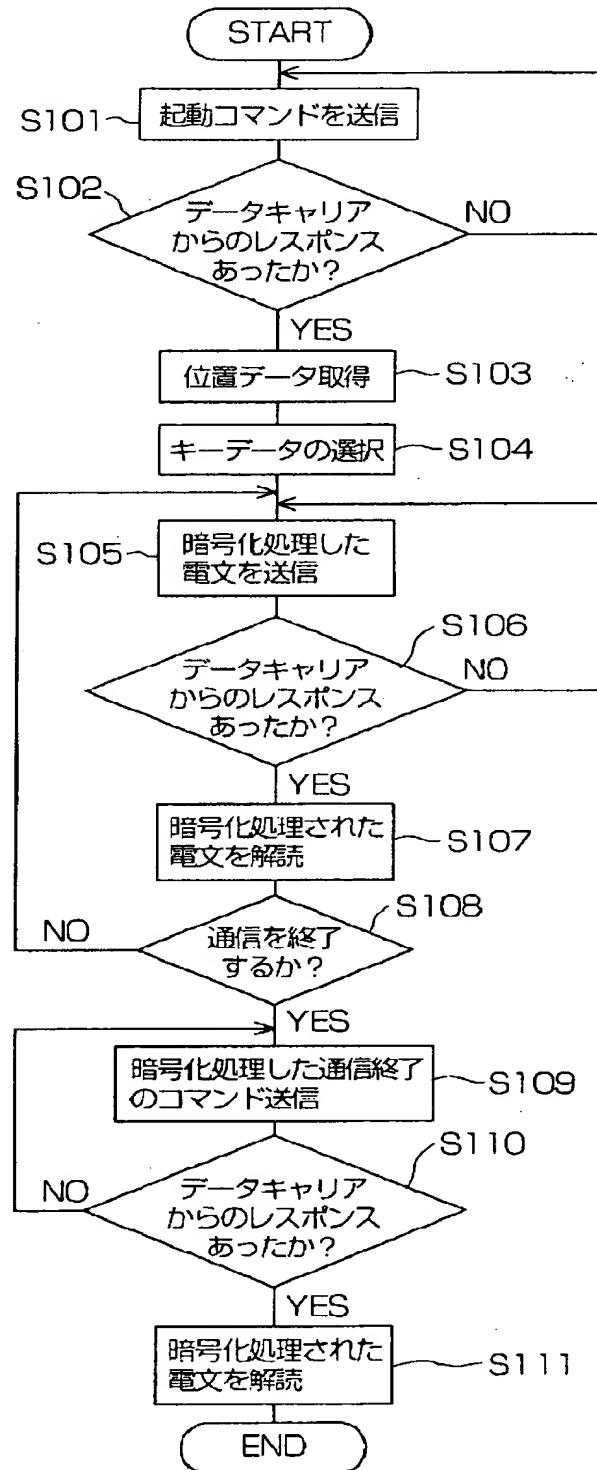 START
S101
起動コマンドを送信
S102
データキャリア
からのレスポンス
あったか?
NO
YES
位置データ取得
S103
キーデータの選択
S104
S105
暗号化処理した
電文を送信
S106
データキャリア
からのレスポンス
あったか?
NO
YES
暗号化処理された
電文を解読
S107
S108
通信を終了
するか?
NO
YES
暗号化処理した通信終了
のコマンド送信
S109
S110
データキャリア
からのレスポンス
あったか?
NO
YES
暗号化処理された
電文を解読
S111
END